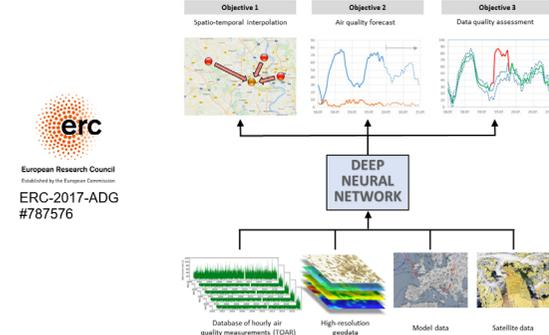 Objective 1
Objective 2
Objective 3
Spatio-temporal interpolation
Air quality forecast
Data quality assessment
erc
European Research Council
Established by the European Commission
ERC-2017-ADG
#787576
DEEP
NEURAL
NETWORK
Database of hourly air
quality measurements (TOAR)
High-resolution
geodata
Model data
Satellite data